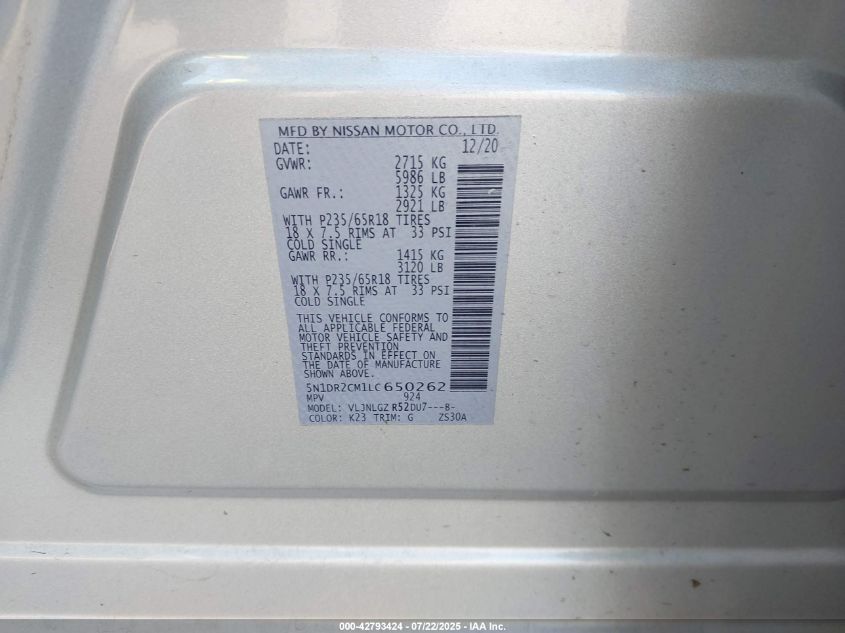 MFD BY NISSAN MOTOR CO., LTD.
DATE: 12/20
GVWR: 2715 KG
5986 LB
GAWR FR.: 1325 KG
2921 LB
WITH P235/65R18 TIRES
18 X 7.5 RIMS AT 33 PSI
COLD SINGLE
GAWR RR.: 1415 KG
3120 LB
WITH P235/65R18 TIRES
18 X 7.5 RIMS AT 33 PSI
COLD SINGLE
THIS VEHICLE CONFORMS TO
ALL APPLICABLE FEDERAL
MOTOR VEHICLE SAFETY AND
THEFT PREVENTION
STANDARDS IN EFFECT ON
THE DATE OF MANUFACTURE
SHOWN ABOVE.
5N1DR2CM1LC650262
MPV 924
MODEL: VLJNLGZ R52DU7---B-
COLOR: K23 TRIM: G ZS30A
000-42793424 - 07/22/2025 - IAA Inc.